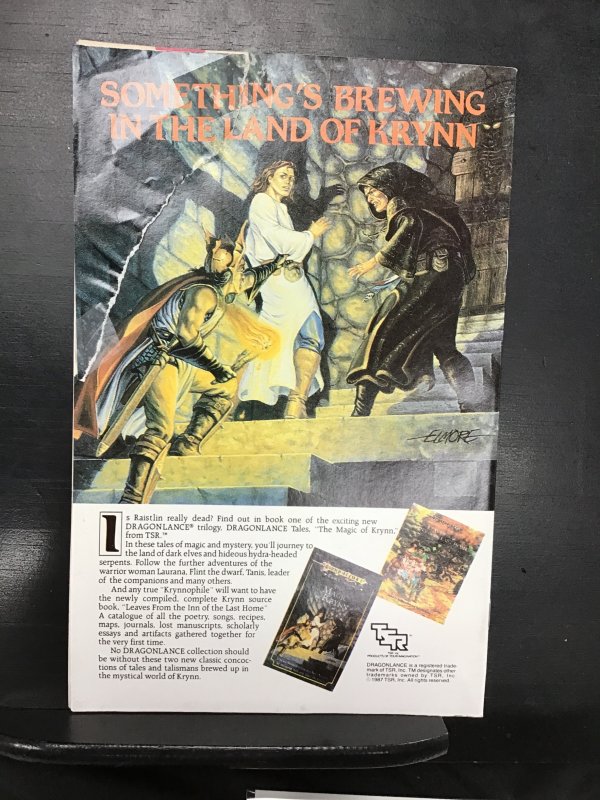 SOMETHING'S BREWING
IN THE LAND OF KRYNN
ELMORE
Is Raistlin really dead? Find out in book one of the exciting new
DRAGONLANCE® trilogy, DRAGONLANCE Tales, "The Magic of Krynn,"
from TSR.™
In these tales of magic and mystery, you'll journey to
the land of dark elves and hideous hydra-headed
serpents. Follow the further adventures of the
warrior woman Laurana, Flint the dwarf, Tanis, leader
of the companions and many others.
And any true "Krynnophile" will want to have
the newly compiled, complete Krynn source
book, "Leaves From the Inn of the Last Home"
A catalogue of all the poetry, songs, recipes,
maps, journals, lost manuscripts, scholarly
essays and artifacts gathered together for
the very first time.
No DRAGONLANCE collection should
be without these two new classic concoc-
tions of tales and talismans brewed up in
the mystical world of Krynn.
TSR
PRODUCTS OF YOUR IMAGINATION
DRAGONLANCE is a registered trade-
mark of TSR, Inc. TM designates other
trademarks owned by TSR, Inc.
©1987 TSR, Inc. All rights reserved.